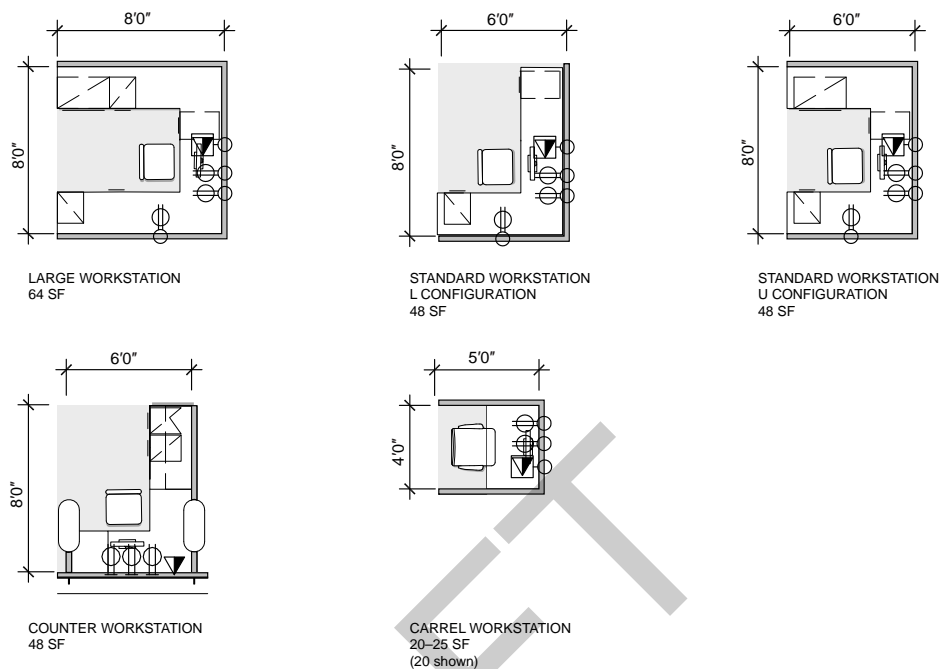 8'0"
6'0"
6'0"
8'0"
8'0"
8'0"
LARGE WORKSTATION
64 SF
STANDARD WORKSTATION
L CONFIGURATION
48 SF
STANDARD WORKSTATION
U CONFIGURATION
48 SF
6'0"
5'0"
8'0"
4'0"
COUNTER WORKSTATION
48 SF
CARREL WORKSTATION
20–25 SF
(20 shown)